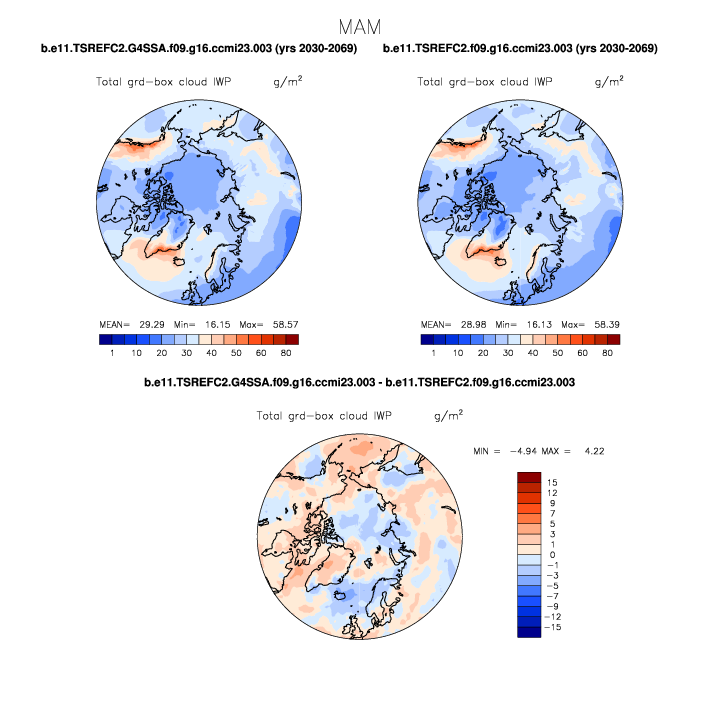 MAM
b.e11.TSREFC2.G4SSA.f09.g16.ccmi23.003 (yrs 2030-2069) b.e11.TSREFC2.f09.g16.ccmi23.003 (yrs 2030-2069)
Total grd-box cloud IWP g/m² Total grd-box cloud IWP g/m²
MEAN= 29.29 Min= 16.15 Max= 58.57 MEAN= 28.98 Min= 16.13 Max= 58.39
1 10 20 30 40 50 60 80 1 10 20 30 40 50 60 80
b.e11.TSREFC2.G4SSA.f09.g16.ccmi23.003 - b.e11.TSREFC2.f09.g16.ccmi23.003
Total grd-box cloud IWP g/m²
MIN = -4.94 MAX = 4.22
15
12
9
7
5
3
1
0
-1
-3
-5
-7
-9
-12
-15